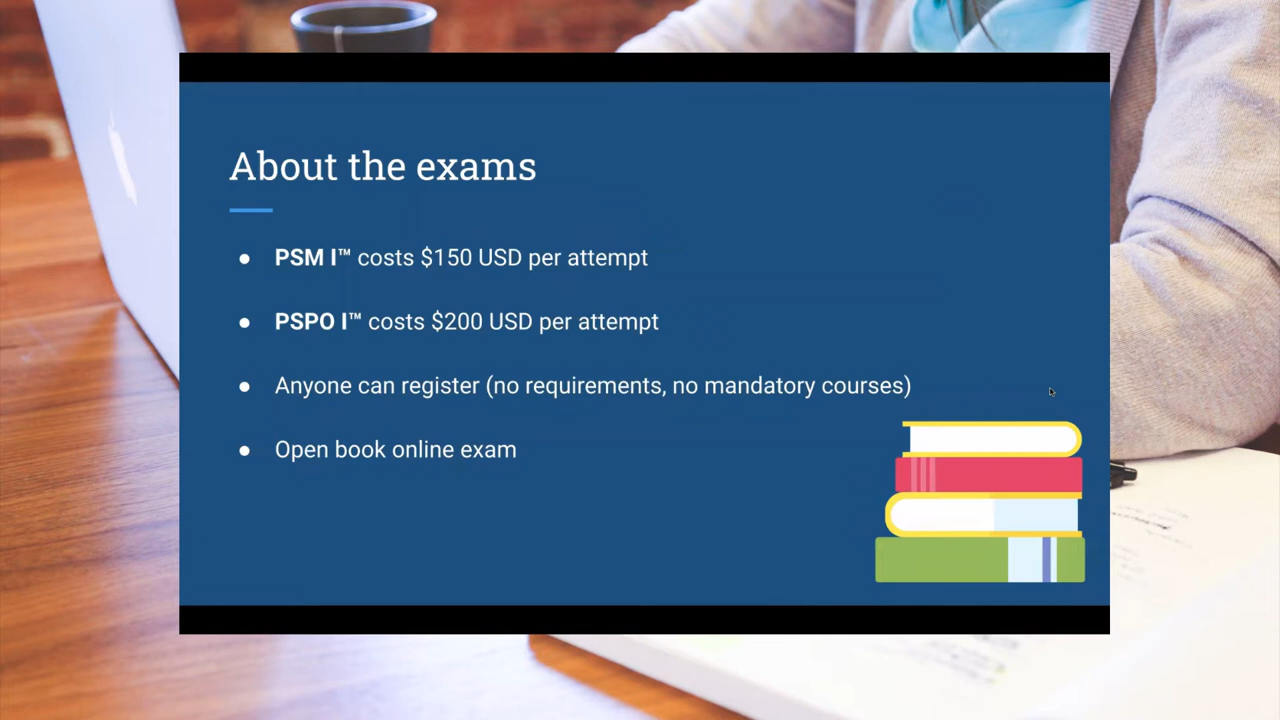 About the exams
● PSM I™ costs $150 USD per attempt
● PSPO I™ costs $200 USD per attempt
● Anyone can register (no requirements, no mandatory courses)
● Open book online exam